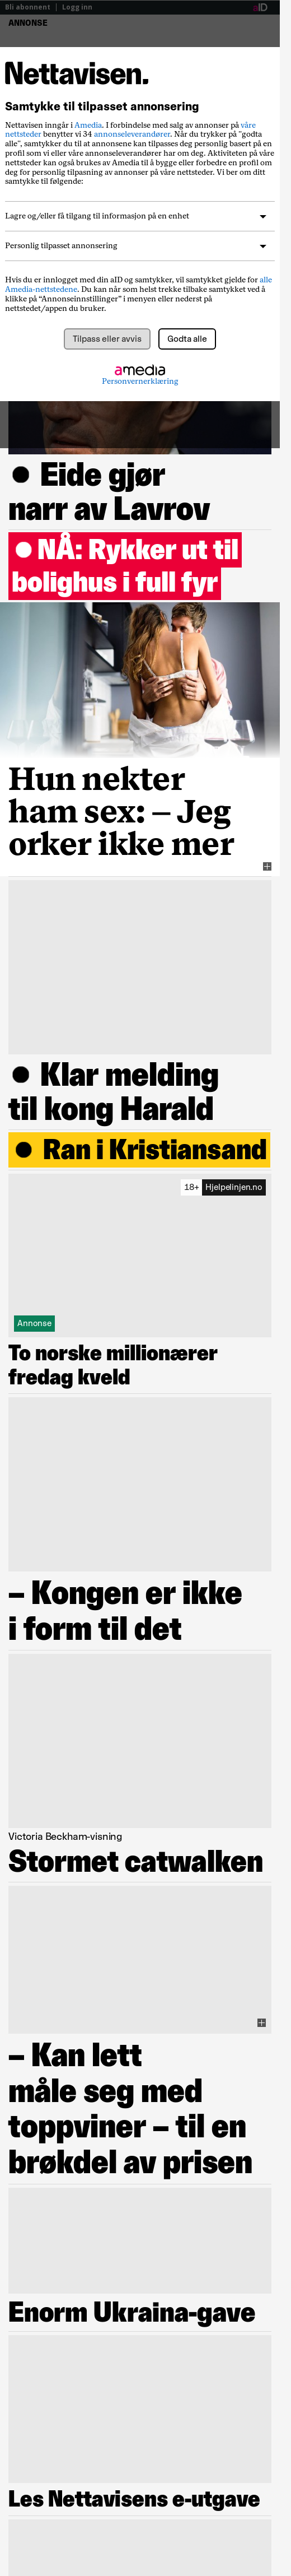 Bli abonnent | Logg inn
aID
ANNONSE
Nettavisen.
Samtykke til tilpasset annonsering
Nettavisen inngår i Amedia. I forbindelse med salg av annonser på våre
nettsteder benytter vi 34 annonseleverandører. Når du trykker på "godta
alle", samtykker du til at annonsene kan tilpasses deg personlig basert på en
profil som vi eller våre annonseleverandører har om deg. Aktiviteten på våre
nettsteder kan også brukes av Amedia til å bygge eller forbedre en profil om
deg for personlig tilpasning av annonser på våre nettsteder. Vi ber om ditt
samtykke til følgende:
Lagre og/eller få tilgang til informasjon på en enhet
Personlig tilpasset annonsering
Hvis du er innlogget med din aID og samtykker, vil samtykket gjelde for alle
Amedia-nettstedene. Du kan når som helst trekke tilbake samtykket ved å
klikke på “Annonseinnstillinger” i menyen eller nederst på
nettstedet/appen du bruker.
Tilpass eller avvis
Godta alle
amedia
Personvernerklæring
● Eide gjør
narr av Lavrov
● NÅ: Rykker ut til
bolighus i full fyr
Hun nekter
ham sex: – Jeg
orker ikke mer
● Klar melding
til kong Harald
● Ran i Kristiansand
18+ Hjelpelinjen.no
Annonse
To norske millionærer
fredag kveld
– Kongen er ikke
i form til det
Victoria Beckham-visning
Stormet catwalken
– Kan lett
måle seg med
toppviner – til en
brøkdel av prisen
Enorm Ukraina-gave
Les Nettavisens e-utgave